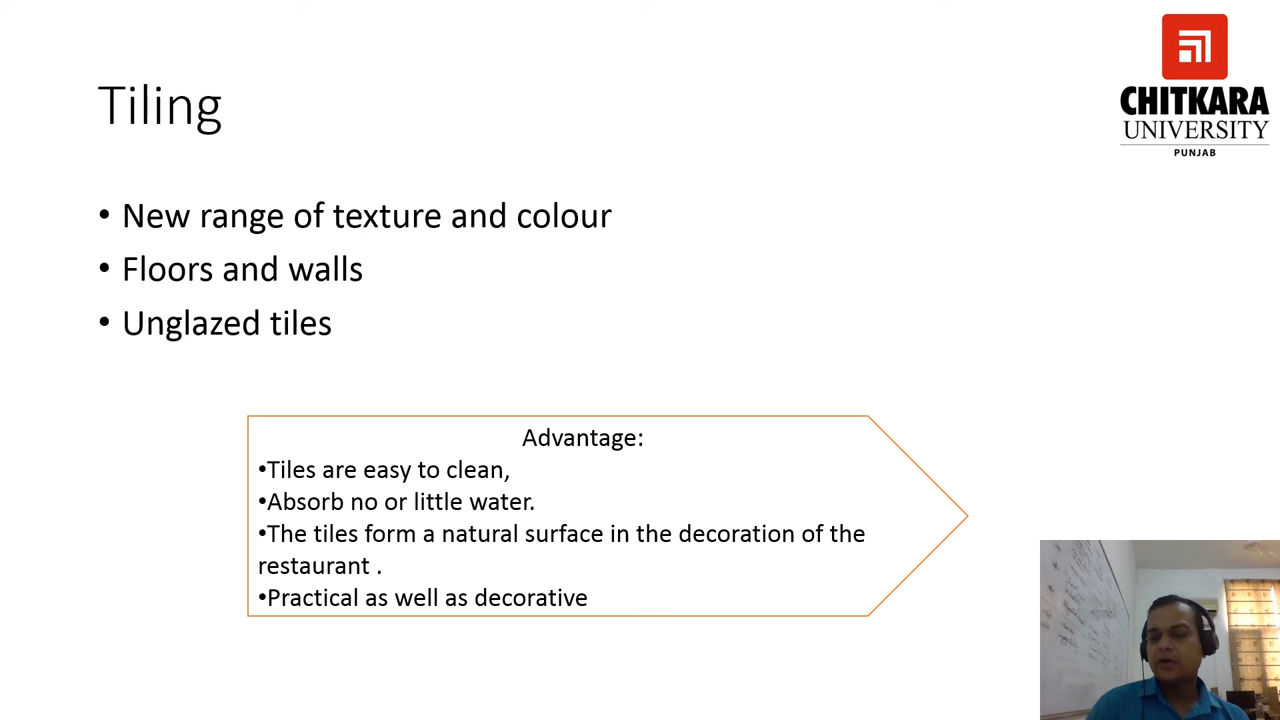 CHITKARA
UNIVERSITY
PUNJAB
Tiling
• New range of texture and colour
• Floors and walls
• Unglazed tiles
Advantage:
•Tiles are easy to clean,
•Absorb no or little water.
•The tiles form a natural surface in the decoration of the
restaurant .
•Practical as well as decorative